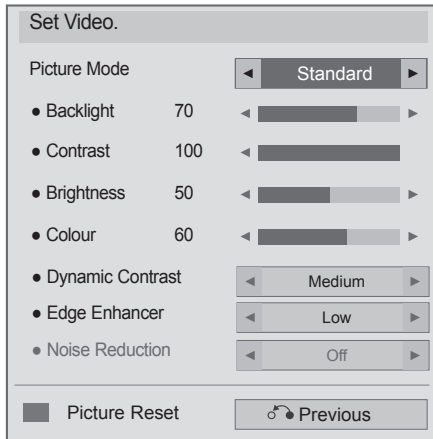 Set Video.
Picture Mode ◄ Standard ►
● Backlight 70 ◄ ►
● Contrast 100 ◄
● Brightness 50 ◄ ►
● Colour 60 ◄ ►
● Dynamic Contrast ◄ Medium ►
● Edge Enhancer ◄ Low ►
● Noise Reduction ◄ Off ►
Picture Reset Previous